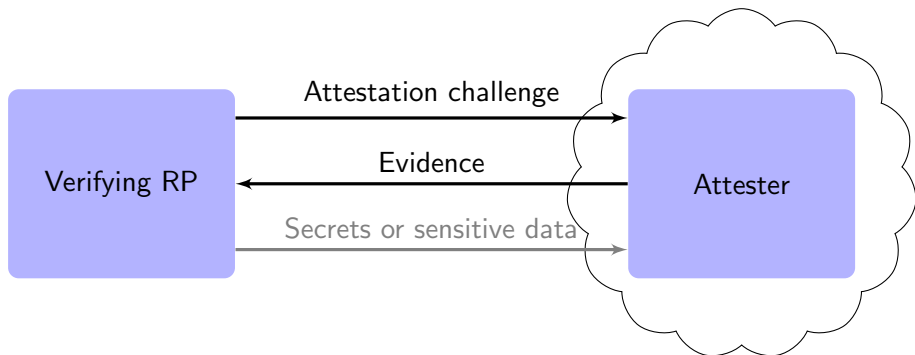 Attestation challenge
Verifying RP
Evidence
Attester
Secrets or sensitive data